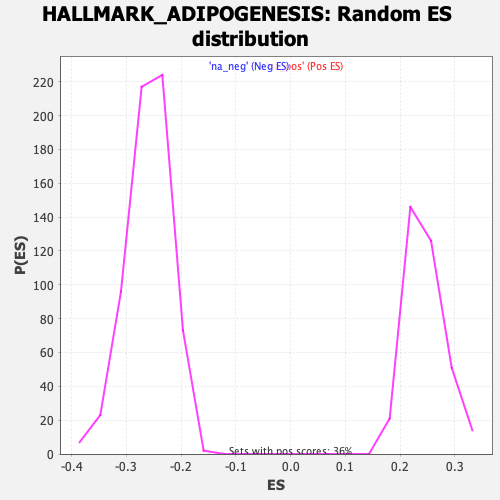 HALLMARK_ADIPOGENESIS: Random ES
distribution
'na_neg' (Neg ES)
pos' (Pos ES)
220
200
180
160
140
120
100
80
60
40
20
0
P(ES)
Sets with pos scores: 36%
-0.4 -0.3 -0.2 -0.1 0.0 0.1 0.2 0.3
ES